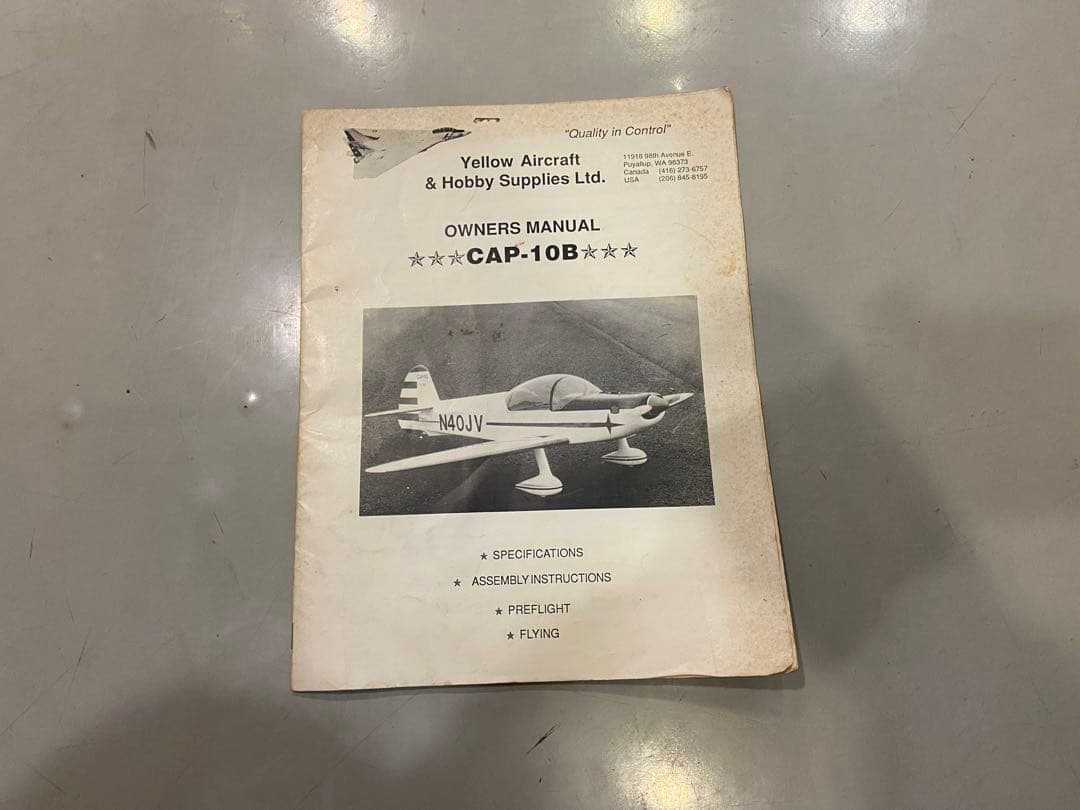 "Quality in Control"
Yellow Aircraft
& Hobby Supplies Ltd.
11918 98th Avenue E.
Puyallup, WA 98373
Canada (416) 273-6757
USA (206) 845-8195
OWNERS MANUAL
☆☆☆CAP-10B☆☆☆
N40JV
★ SPECIFICATIONS
★ ASSEMBLY INSTRUCTIONS
★ PREFLIGHT
★ FLYING